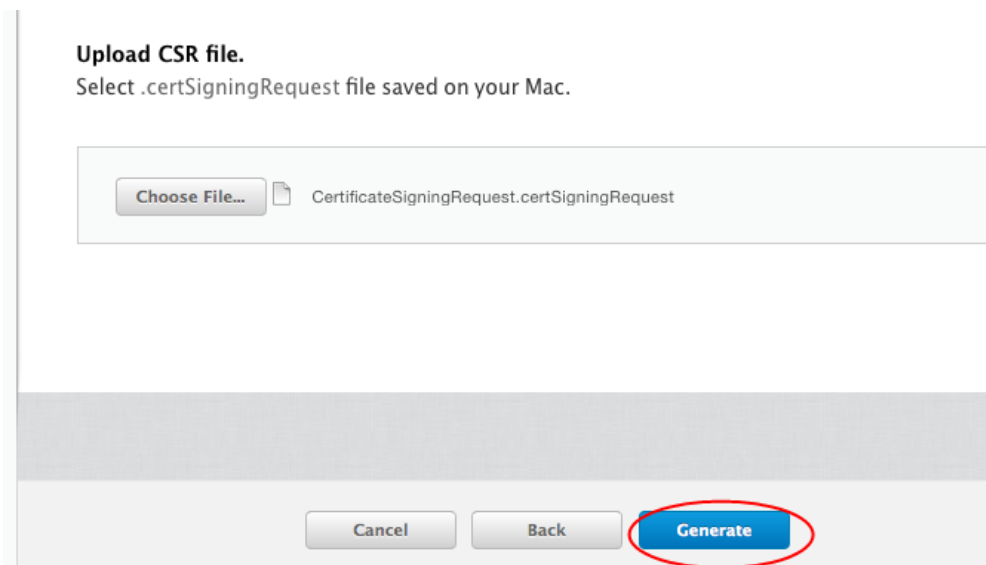 Upload CSR file.
Select .certSigningRequest file saved on your Mac.
Choose File... CertificateSigningRequest.certSigningRequest
Cancel Back Generate